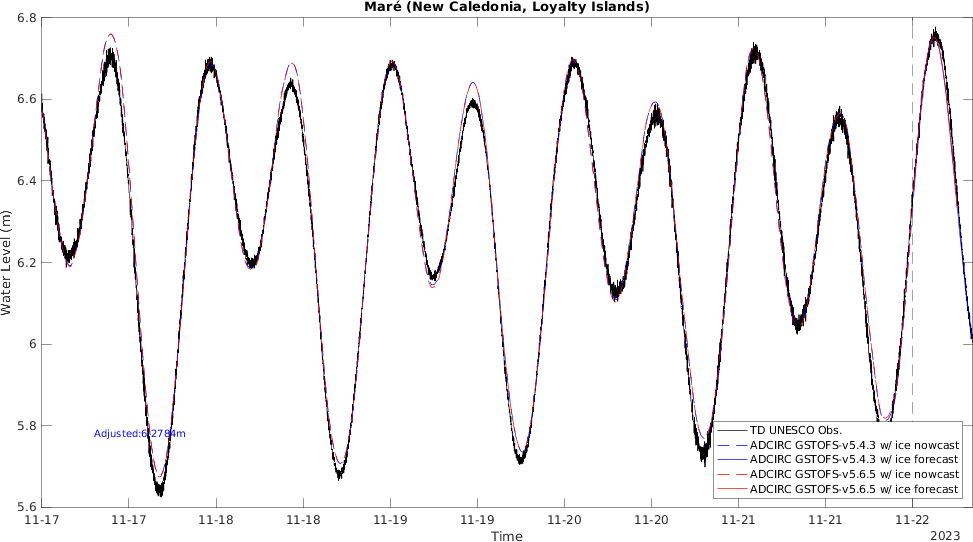 Maré (New Caledonia, Loyalty Islands)
6.8
6.6
6.4
6.2
6
5.8
5.6
Water Level (m)
Adjusted:6.2784m
TD UNESCO Obs.
ADCIRC GSTOFS-v5.4.3 w/ ice nowcast
ADCIRC GSTOFS-v5.4.3 w/ ice forecast
ADCIRC GSTOFS-v5.6.5 w/ ice nowcast
ADCIRC GSTOFS-v5.6.5 w/ ice forecast
11-17 11-17 11-18 11-18 11-19 11-19 11-20 11-20 11-21 11-21 11-22
Time
2023